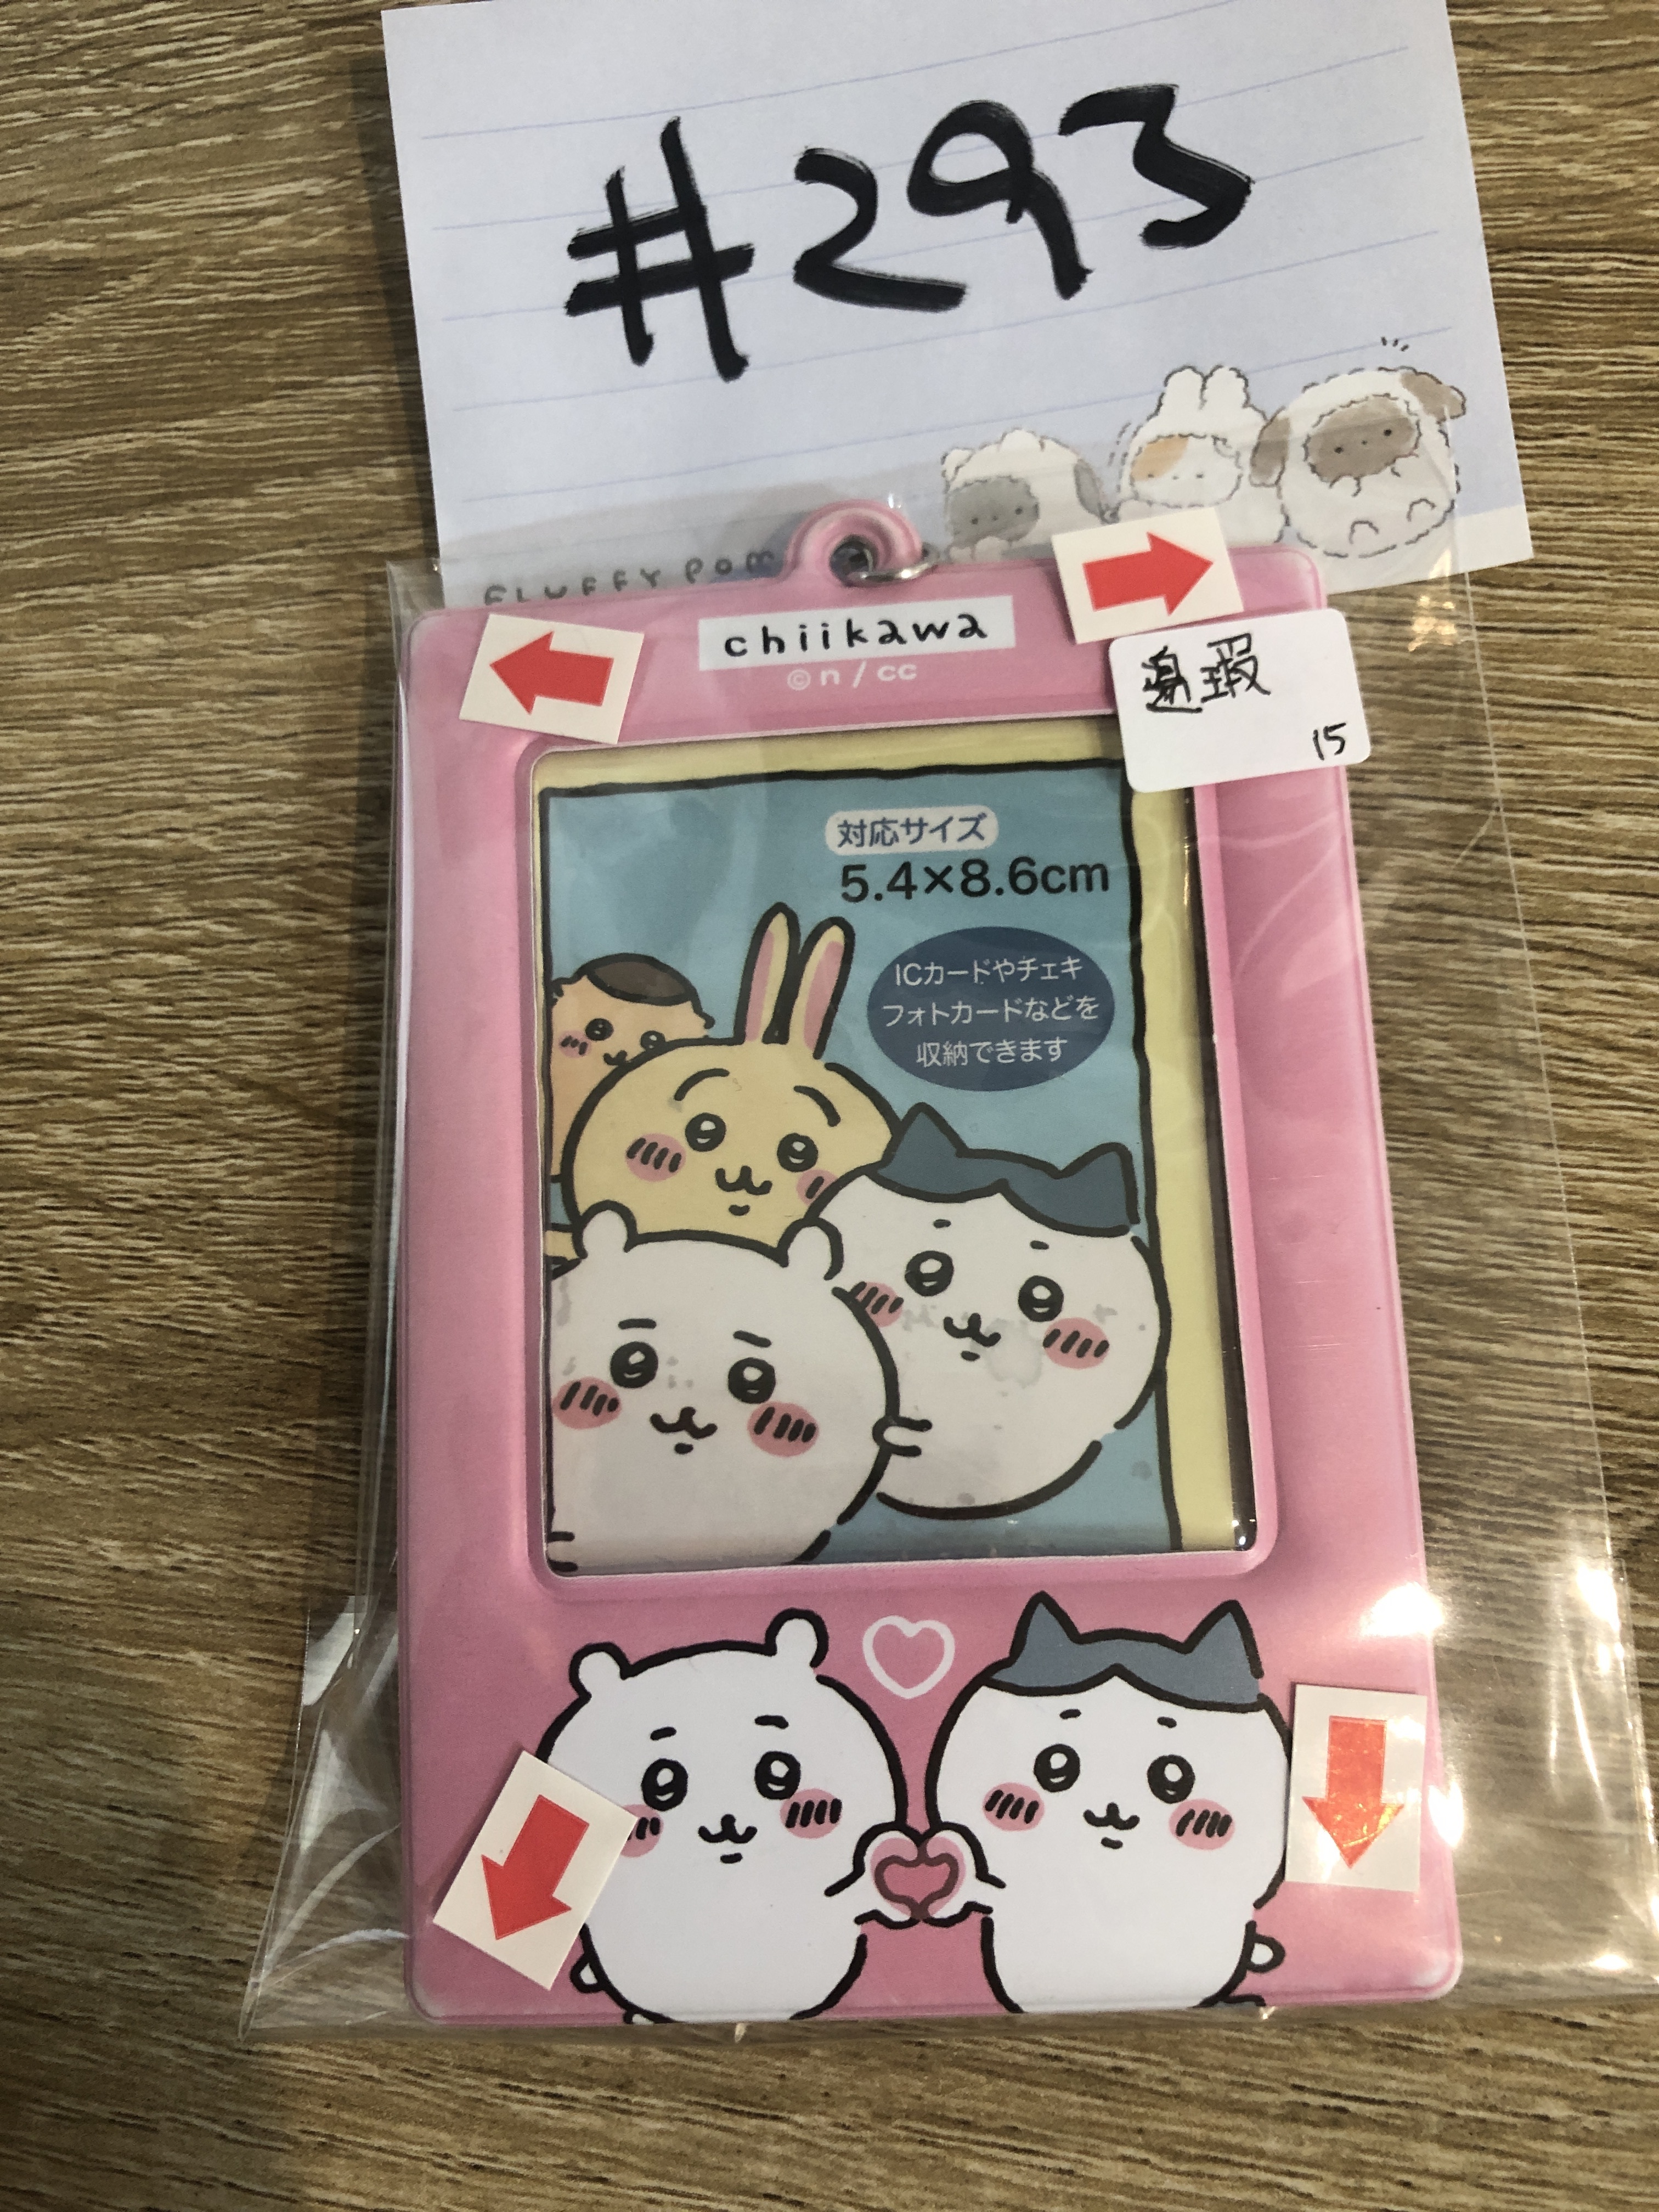 #293
FLUFFY POM
chiikawa
©n/cc
邊瑕
15
対応サイズ
5.4×8.6cm
ICカードやチェキ
フォトカードなどを
収納できます